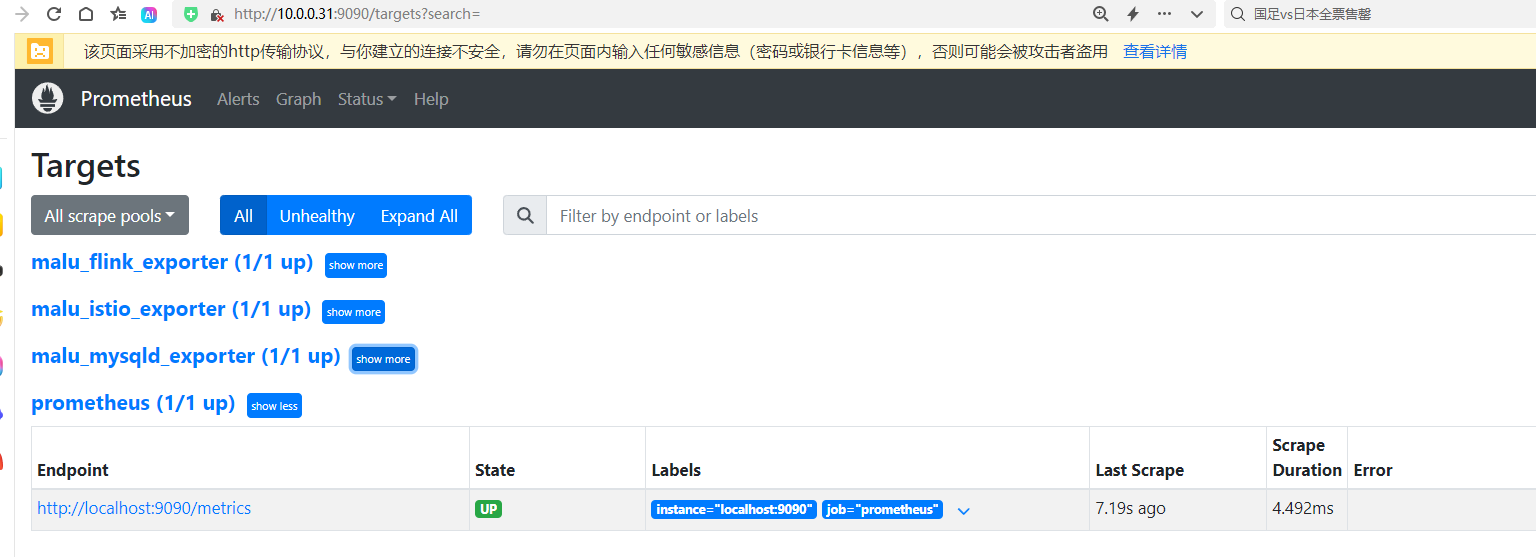 http://10.0.0.31:9090/targets?search=
国足vs日本全票售罄
该页面采用不加密的http传输协议，与你建立的连接不安全，请勿在页面内输入任何敏感信息（密码或银行卡信息等），否则可能会被攻击者盗用 查看详情
Prometheus Alerts Graph Status Help
Targets
All scrape pools All Unhealthy Expand All Filter by endpoint or labels
malu_flink_exporter (1/1 up) show more
malu_istio_exporter (1/1 up) show more
malu_mysqld_exporter (1/1 up) show more
prometheus (1/1 up) show less
Endpoint State Labels Last Scrape Scrape Duration Error
http://localhost:9090/metrics UP instance="localhost:9090" job="prometheus" 7.19s ago 4.492ms